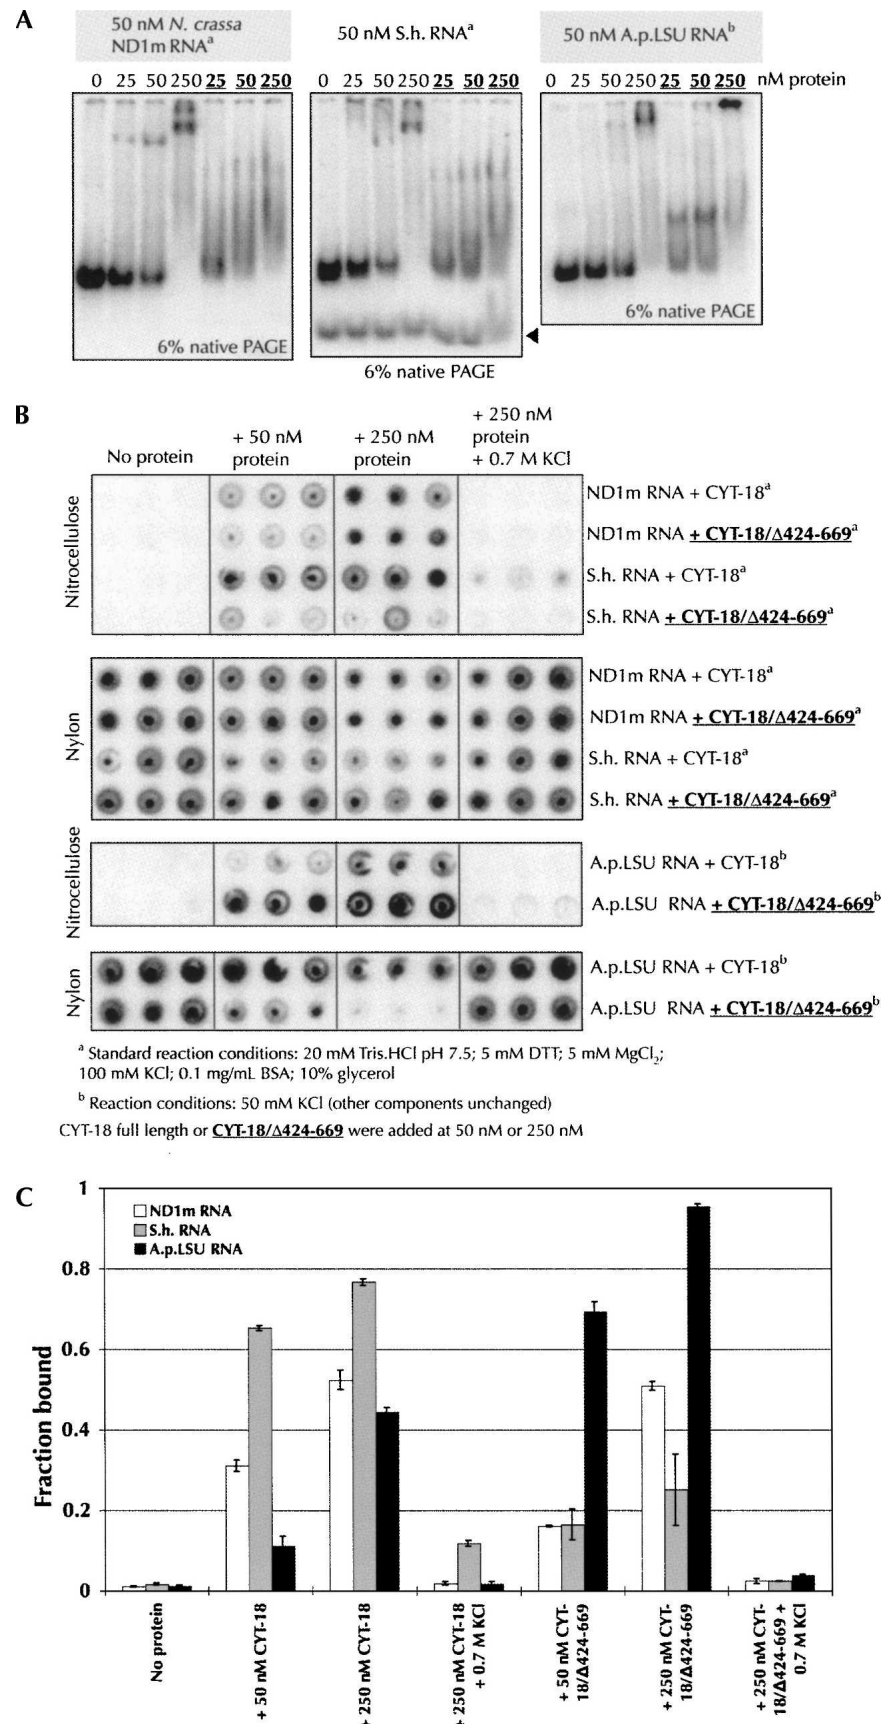 A
50 nM N. crassa
ND1m RNAᵃ
50 nM S.h. RNAᵃ
50 nM A.p.LSU RNAᵇ
0 25 50 250 25 50 250
0 25 50 250 25 50 250
0 25 50 250 25 50 250 nM protein
6% native PAGE
6% native PAGE
6% native PAGE
B
No protein
+ 50 nM
protein
+ 250 nM
protein
+ 250 nM
protein
+ 0.7 M KCl
Nitrocellulose
ND1m RNA + CYT-18ᵃ
ND1m RNA + CYT-18/Δ424-669ᵃ
S.h. RNA + CYT-18ᵃ
S.h. RNA + CYT-18/Δ424-669ᵃ
Nylon
ND1m RNA + CYT-18ᵃ
ND1m RNA + CYT-18/Δ424-669ᵃ
S.h. RNA + CYT-18ᵃ
S.h. RNA + CYT-18/Δ424-669ᵃ
Nitrocellulose
A.p.LSU RNA + CYT-18ᵇ
A.p.LSU RNA + CYT-18/Δ424-669ᵇ
Nylon
A.p.LSU RNA + CYT-18ᵇ
A.p.LSU RNA + CYT-18/Δ424-669ᵇ
ᵃ Standard reaction conditions: 20 mM Tris.HCl pH 7.5; 5 mM DTT; 5 mM MgCl₂;
100 mM KCl; 0.1 mg/mL BSA; 10% glycerol
ᵇ Reaction conditions: 50 mM KCl (other components unchanged)
CYT-18 full length or CYT-18/Δ424-669 were added at 50 nM or 250 nM
C
1
0.8
0.6
0.4
0.2
0
Fraction bound
ND1m RNA
S.h. RNA
A.p.LSU RNA
No protein
+ 50 nM CYT-18
+ 250 nM CYT-18
+ 250 nM CYT-18
+ 0.7 M KCl
+ 50 nM CYT-
18/Δ424-669
+ 250 nM CYT-
18/Δ424-669
+ 250 nM CYT-
18/Δ424-669 +
0.7 M KCl